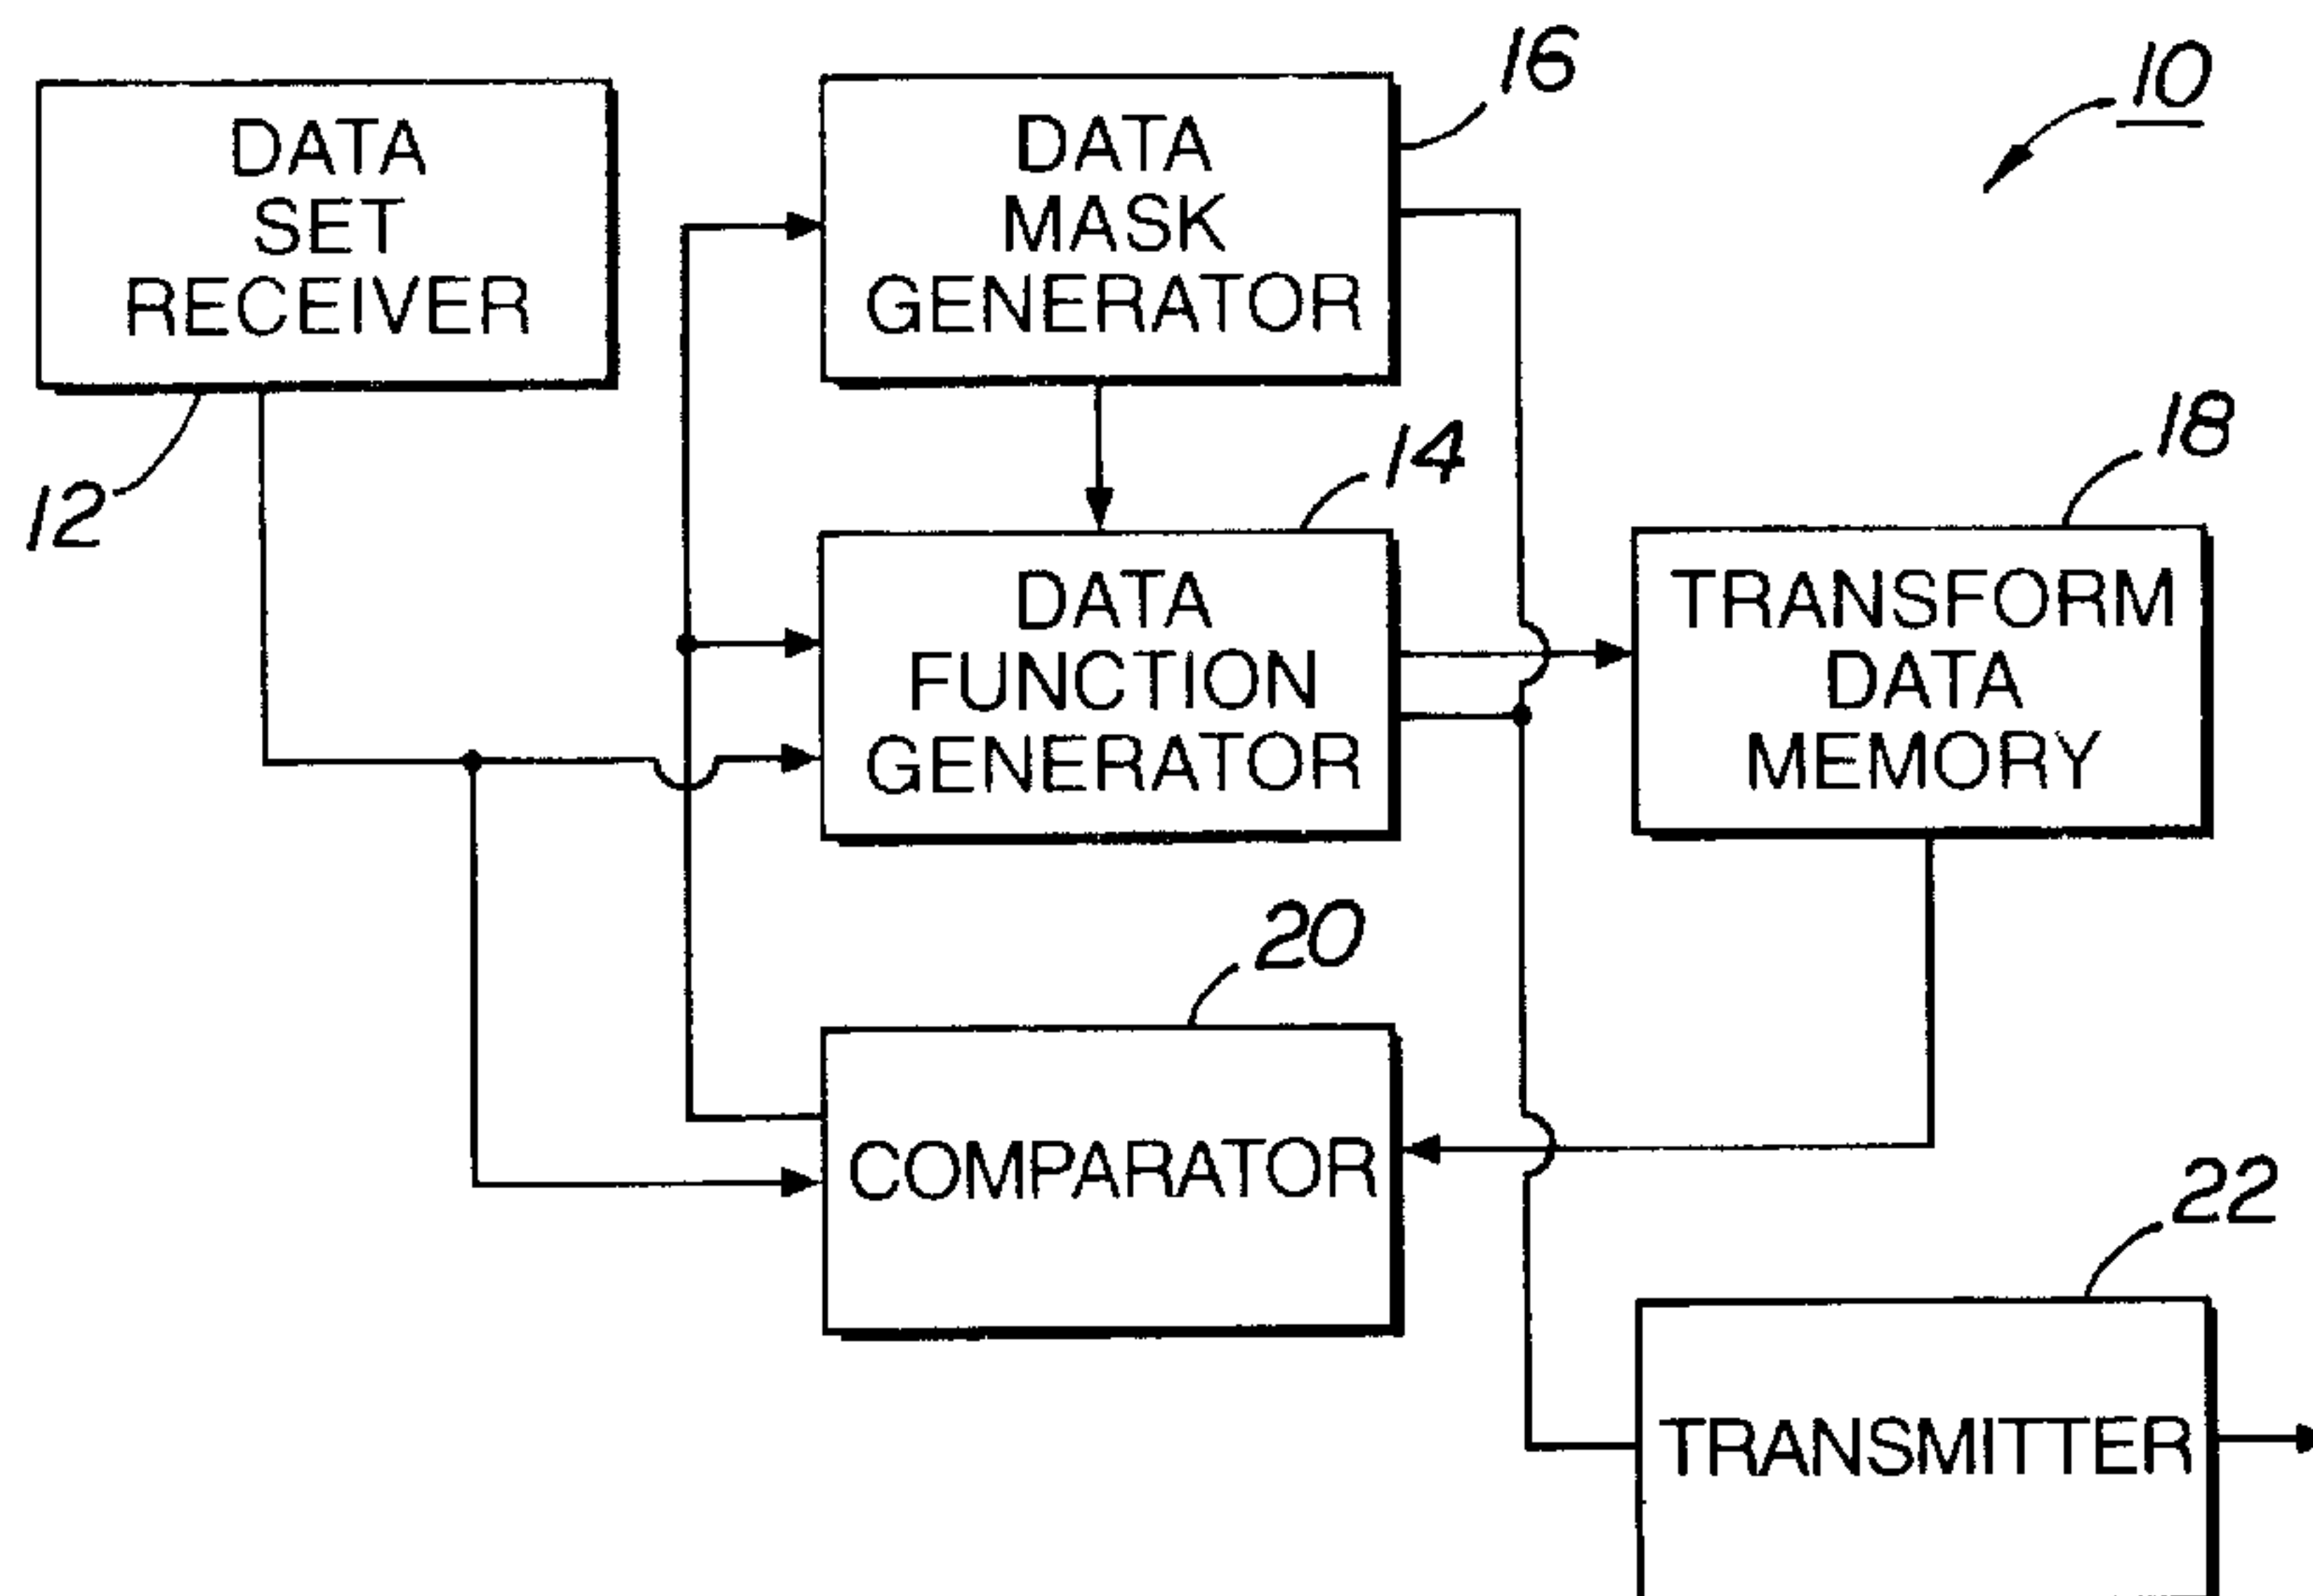 DATA
SET
RECEIVER
12
DATA
MASK
GENERATOR
16
10
DATA
FUNCTION
GENERATOR
14
TRANSFORM
DATA
MEMORY
18
COMPARATOR
20
TRANSMITTER
22